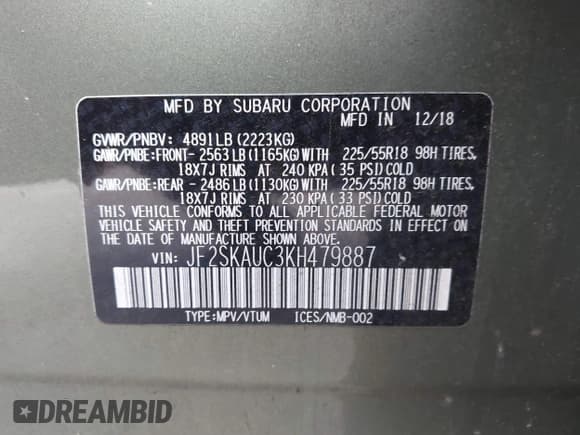 MFD BY SUBARU CORPORATION
MFD IN 12/18
GVWR/PNBV: 4891LB(2223KG)
GAWR/PNBE:FRONT- 2563LB(1165KG)WITH 225/55R18 98H TIRES,
18X7J RIMS AT 240 KPA( 35 PSI)COLD
GAWR/PNBE:REAR - 2486LB(1130KG)WITH 225/55R18 98H TIRES,
18X7J RIMS AT 230 KPA( 33 PSI)COLD
THIS VEHICLE CONFORMS TO ALL APPLICABLE FEDERAL MOTOR
VEHICLE SAFETY AND THEFT PREVENTION STANDARDS
IN EFFECT ON THE DATE OF MANUFACTURE SHOWN ABOVE.
VIN: JF2SKAUC3KH479887
TYPE:MPV/VTUM ICES/NMB-002
DREAMBID